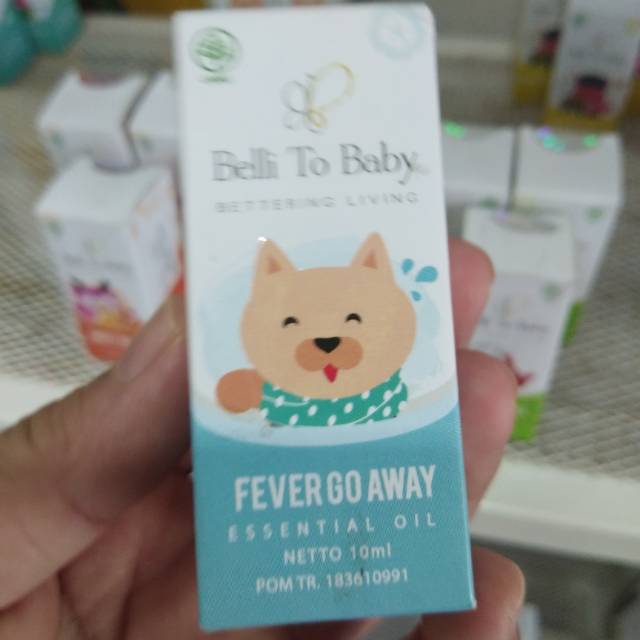 Belli To Baby
BETTERING LIVING
FEVER GO AWAY
ESSENTIAL OIL
NETTO 10ml
POM TR. 183610991